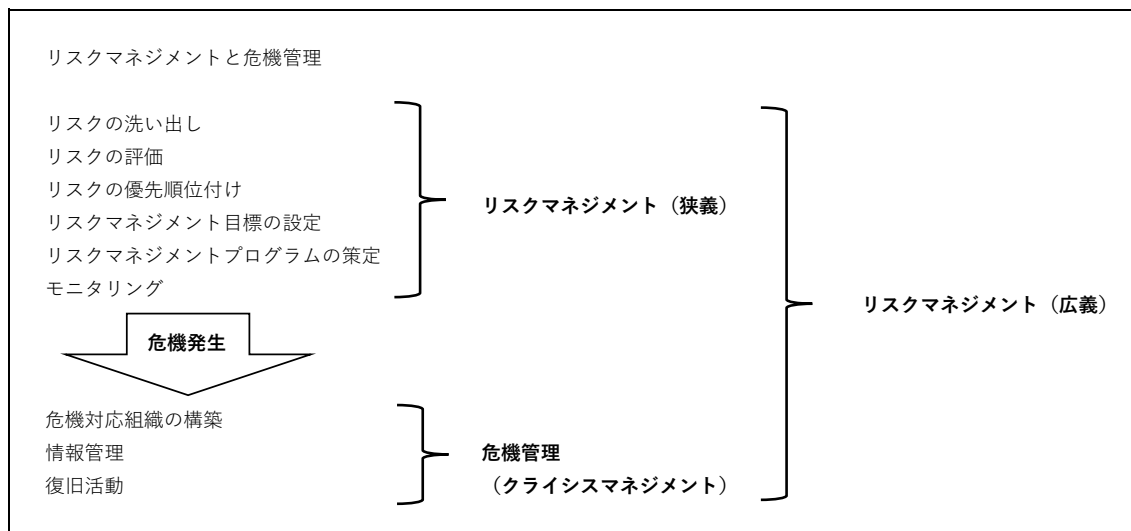 リスクマネジメントと危機管理
リスクの洗い出し
リスクの評価
リスクの優先順位付け
リスクマネジメント目標の設定
リスクマネジメントプログラムの策定
モニタリング
リスクマネジメント（狭義）
リスクマネジメント（広義）
危機発生
危機対応組織の構築
情報管理
復旧活動
危機管理
（クライシスマネジメント）